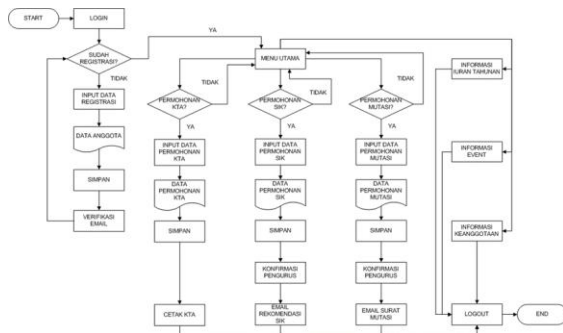 START
LOGIN
YA
SUDAH
REGISTRASI?
TIDAK
INPUT DATA
REGISTRASI
DATA ANGGOTA
SIMPAN
VERIFIKASI
EMAIL
MENU UTAMA
TIDAK
PERMOHONAN
KTA?
YA
INPUT DATA
PERMOHONAN
KTA
DATA
PERMOHONAN
KTA
SIMPAN
CETAK KTA
PERMOHONAN
SIK?
TIDAK
YA
INPUT DATA
PERMOHONAN
SIK
DATA
PERMOHONAN
SIK
SIMPAN
KONFIRMASI
PENGURUS
EMAIL
REKOMENDASI
SIK
PERMOHONAN
MUTASI?
TIDAK
YA
INPUT DATA
PERMOHONAN
MUTASI
DATA
PERMOHONAN
MUTASI
SIMPAN
KONFIRMASI
PENGURUS
EMAIL SURAT
MUTASI
INFORMASI
IURAN TAHUNAN
INFORMASI
EVENT
INFORMASI
KEANGGOTAAN
LOGOUT
END